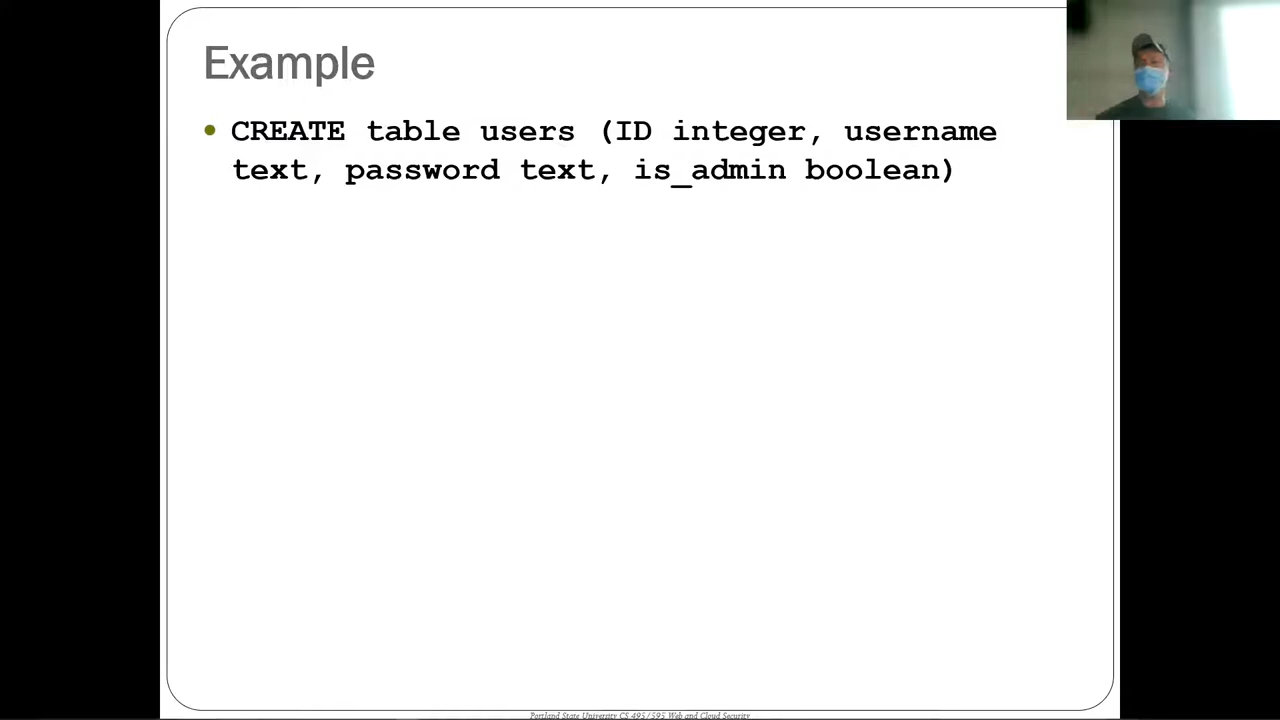 Example
CREATE table users (ID integer, username
text, password text, is_admin boolean)
Portland State University CS 495/595 Web and Cloud Security